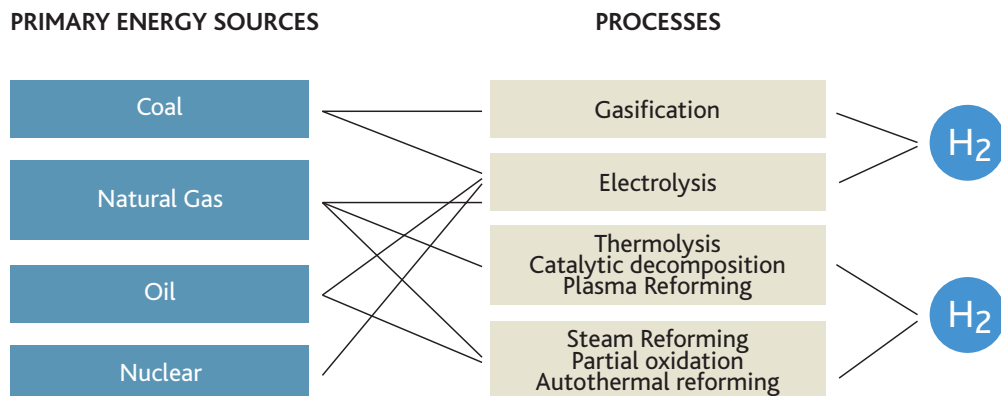 PRIMARY ENERGY SOURCES
PROCESSES
Coal
Natural Gas
Oil
Nuclear
Gasification
Electrolysis
Thermolysis
Catalytic decomposition
Plasma Reforming
Steam Reforming
Partial oxidation
Autothermal reforming
H2
H2